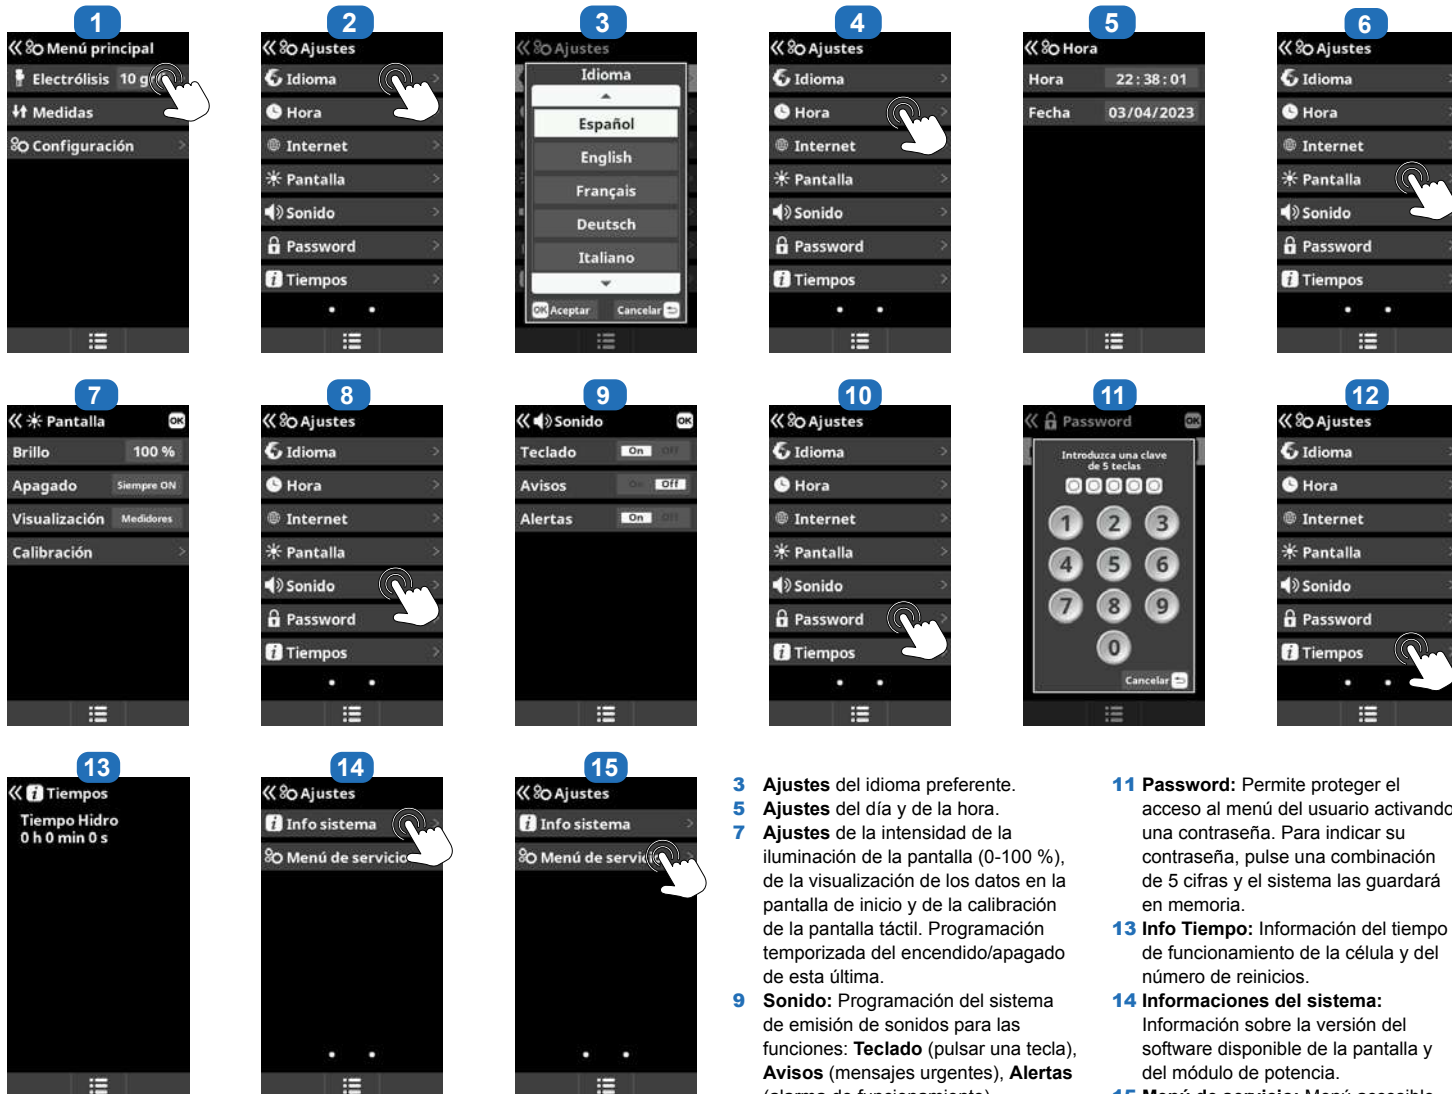 1
Menú principal
Electrólisis 10 g
Medidas
Configuración
2
Ajustes
Idioma
Hora
Internet
Pantalla
Sonido
Password
Tiempos
3
Ajustes
Idioma
Español
English
Français
Deutsch
Italiano
OK Aceptar Cancelar
4
Ajustes
Idioma
Hora
Internet
Pantalla
Sonido
Password
Tiempos
5
Hora
Hora 22:38:01
Fecha 03/04/2023
6
Ajustes
Idioma
Hora
Internet
Pantalla
Sonido
Password
Tiempos
7
Pantalla OK
Brillo 100 %
Apagado Siempre ON
Visualización Medidores
Calibración
8
Ajustes
Idioma
Hora
Internet
Pantalla
Sonido
Password
Tiempos
9
Sonido OK
Teclado On Off
Avisos On Off
Alertas On Off
10
Ajustes
Idioma
Hora
Internet
Pantalla
Sonido
Password
Tiempos
11
Password OK
Introduzca una clave
de 5 teclas
1 2 3
4 5 6
7 8 9
0
Cancelar
12
Ajustes
Idioma
Hora
Internet
Pantalla
Sonido
Password
Tiempos
13
Tiempos
Tiempo Hidro
0 h 0 min 0 s
14
Ajustes
Info sistema
Menú de servicio
15
Ajustes
Info sistema
Menú de servicio
3 Ajustes del idioma preferente.
5 Ajustes del día y de la hora.
7 Ajustes de la intensidad de la
iluminación de la pantalla (0-100 %),
de la visualización de los datos en la
pantalla de inicio y de la calibración
de la pantalla táctil. Programación
temporizada del encendido/apagado
de esta última.
9 Sonido: Programación del sistema
de emisión de sonidos para las
funciones: Teclado (pulsar una tecla),
Avisos (mensajes urgentes), Alertas
(alarma de funcionamiento)
11 Password: Permite proteger el
acceso al menú del usuario activando
una contraseña. Para indicar su
contraseña, pulse una combinación
de 5 cifras y el sistema las guardará
en memoria.
13 Info Tiempo: Información del tiempo
de funcionamiento de la célula y del
número de reinicios.
14 Informaciones del sistema:
Información sobre la versión del
software disponible de la pantalla y
del módulo de potencia.
15 Menú de servicio: Menú accesible